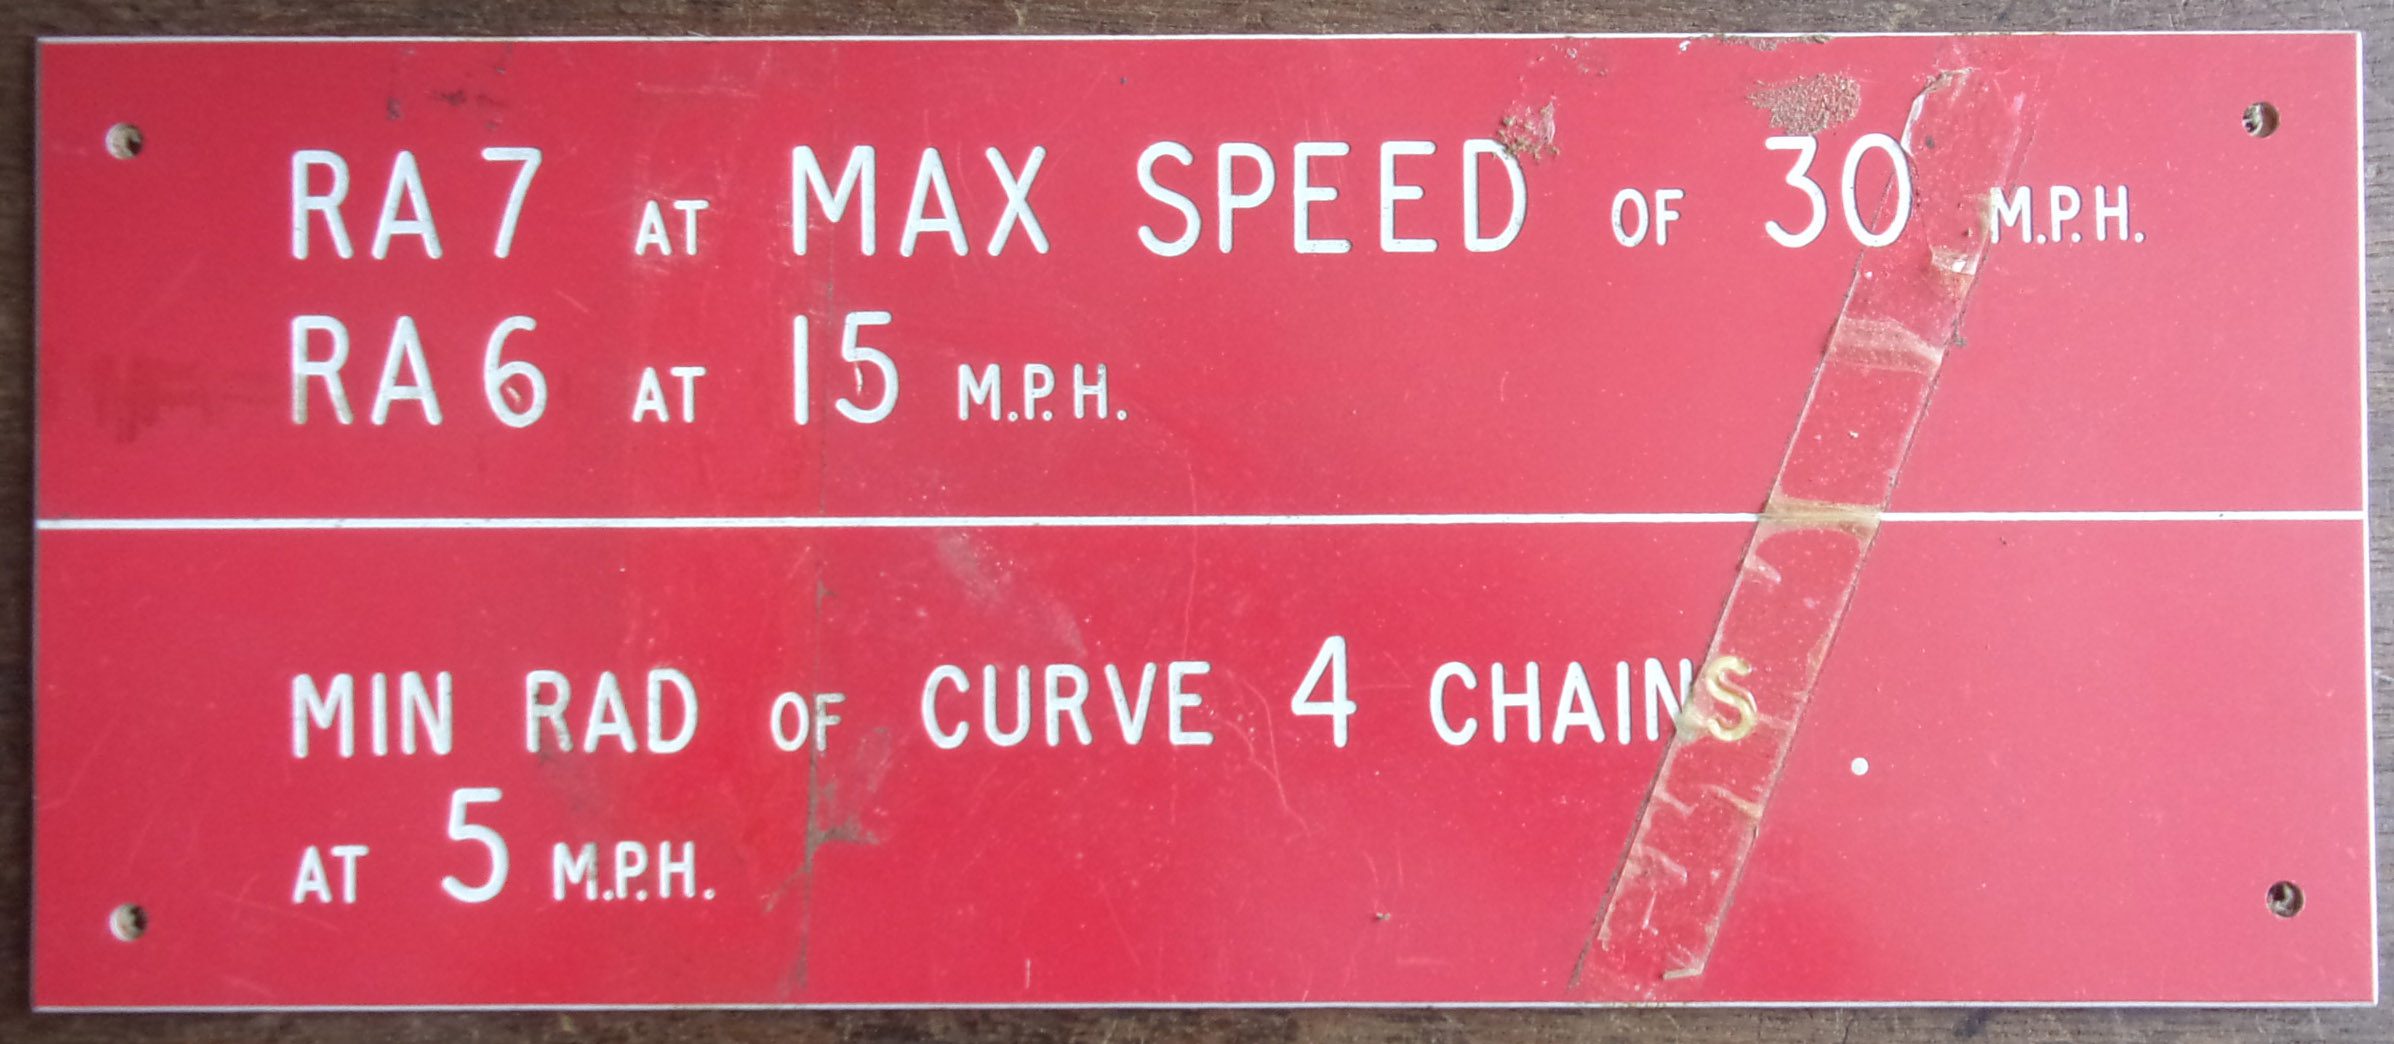 RA7 AT MAX SPEED OF 30 M.P.H.
RA6 AT 15 M.P.H.
MIN RAD OF CURVE 4 CHAINS
AT 5 M.P.H.